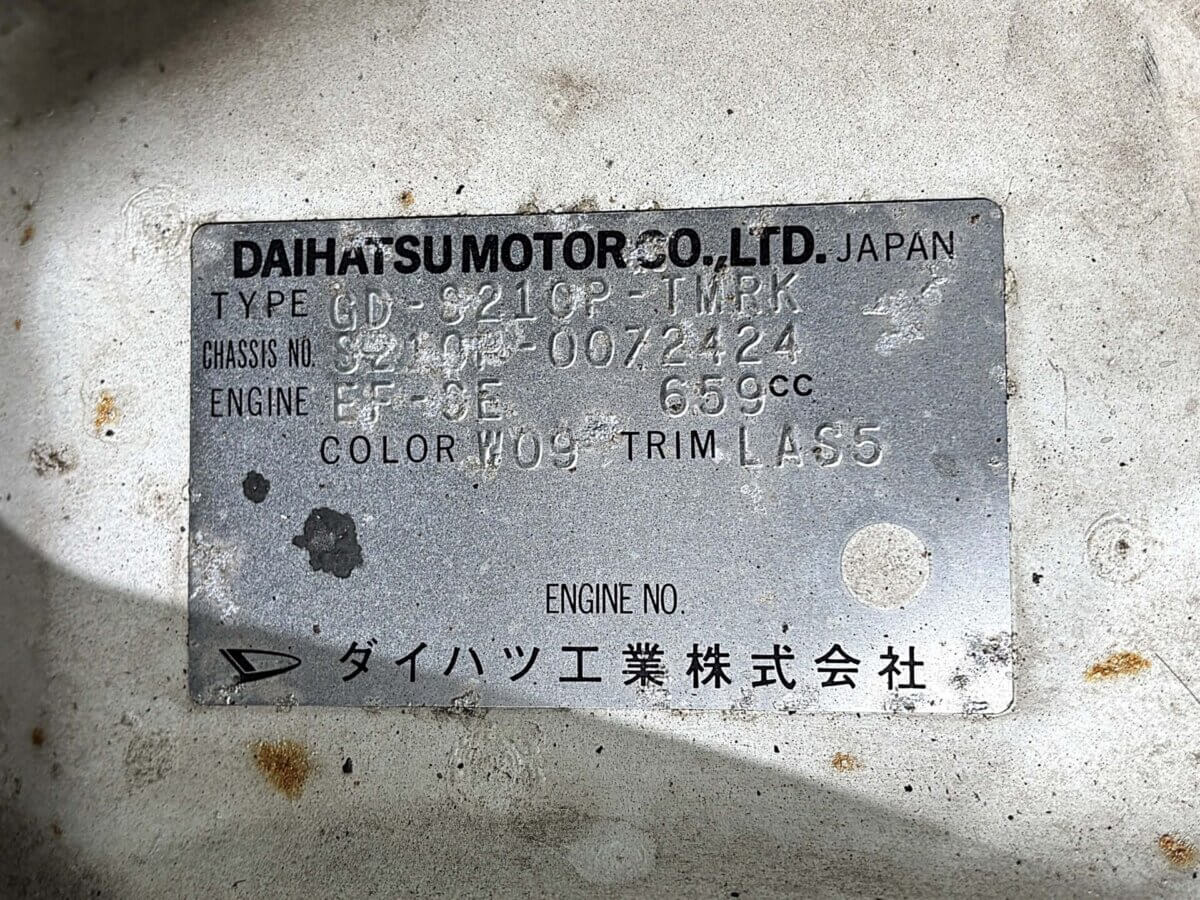 DAIHATSU MOTOR CO.,LTD. JAPAN
TYPE GD-S210P-TMRK
CHASSIS NO. S210P-0072424
ENGINE EF-SE 659CC
COLOR W09 TRIM LAS5
ENGINE NO.
ダイハツ工業株式会社